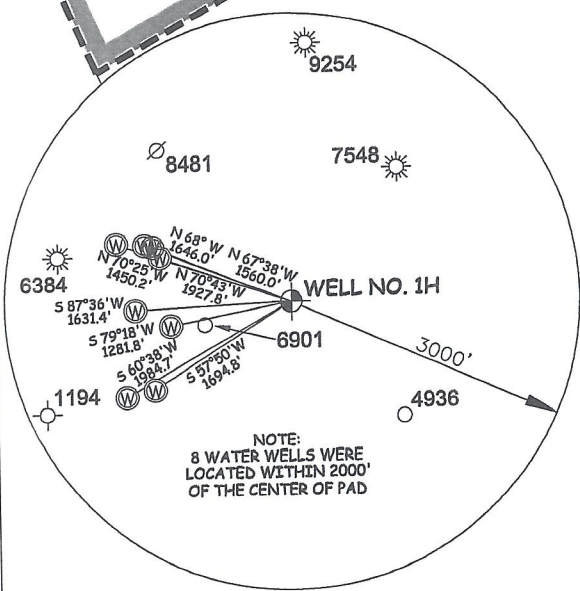 9254
8481
7548
N 68° W
1646.0'
N 67°38'W
1560.0'
N 70°25'W
1450.2'
N 70°43'W
1927.8'
6384
WELL NO. 1H
S 87°36'W
1631.4'
S 79°18'W
1281.8'
6901
S 60°38'W
1984.7'
S 57°50'W
1694.8'
3000'
1194
4936
NOTE:
8 WATER WELLS WERE
LOCATED WITHIN 2000'
OF THE CENTER OF PAD
W
W
W
W
W
W
W